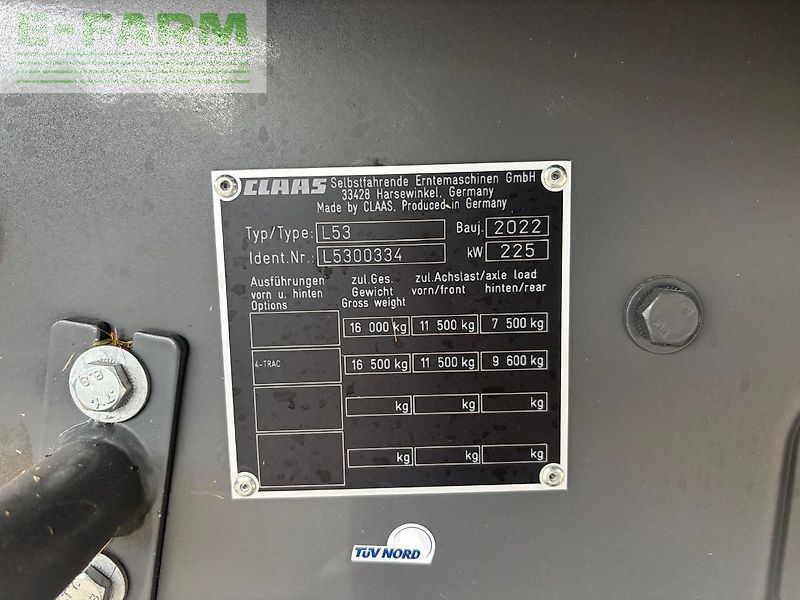 E-FARM
CLAAS Selbstfahrende Erntemaschinen GmbH
33428 Harsewinkel, Germany
Made by CLAAS, Produced in Germany
Typ/Type: L53 Bauj. 2022
Ident.Nr.: L5300334 kW 225
Ausführungen zul.Ges. zul.Achslast/axle load
vorn u. hinten Gewicht vorn/front hinten/rear
Options Gross weight
16 000 kg 11 500 kg 7 500 kg
4-TRAC 16 500 kg 11 500 kg 9 600 kg
kg kg kg
kg kg kg
TÜV NORD
8.8